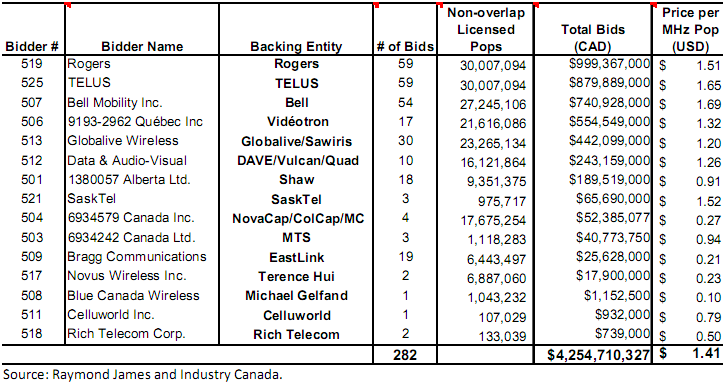 Bidder # Bidder Name Backing Entity # of Bids Non-overlap Licensed Pops Total Bids (CAD) Price per MHz Pop (USD)
519 Rogers Rogers 59 30,007,094 $999,367,000 $ 1.51
525 TELUS TELUS 59 30,007,094 $879,889,000 $ 1.65
507 Bell Mobility Inc. Bell 54 27,245,106 $740,928,000 $ 1.69
506 9193-2962 Québec Inc Vidéotron 17 21,616,086 $554,549,000 $ 1.32
513 Globalive Wireless Globalive/Sawiris 30 23,265,134 $442,099,000 $ 1.20
512 Data & Audio-Visual DAVE/Vulcan/Quad 10 16,121,864 $243,159,000 $ 1.26
501 1380057 Alberta Ltd. Shaw 18 9,351,375 $189,519,000 $ 0.91
521 SaskTel SaskTel 3 975,717 $65,690,000 $ 1.52
504 6934579 Canada Inc. NovaCap/ColCap/MC 4 17,675,254 $52,385,077 $ 0.27
503 6934242 Canada Ltd. MTS 3 1,118,283 $40,773,750 $ 0.94
509 Bragg Communications EastLink 19 6,443,497 $25,628,000 $ 0.21
517 Novus Wireless Inc. Terence Hui 2 6,887,060 $17,900,000 $ 0.23
508 Blue Canada Wireless Michael Gelfand 1 1,043,232 $1,152,500 $ 0.10
511 Celluworld Inc. Celluworld 1 107,029 $932,000 $ 0.79
518 Rich Telecom Corp. Rich Telecom 2 133,039 $739,000 $ 0.50
282 $4,254,710,327 $ 1.41
Source: Raymond James and Industry Canada.